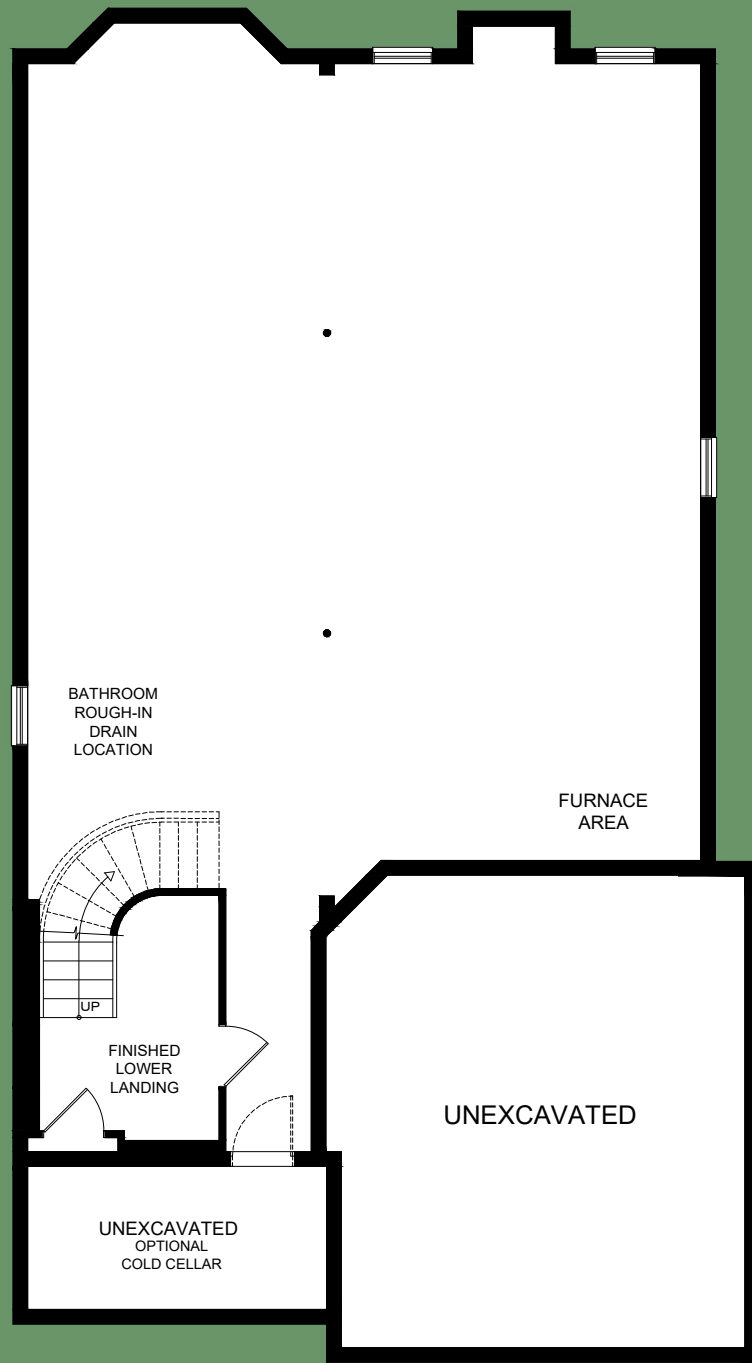 BATHROOM
ROUGH-IN
DRAIN
LOCATION
FURNACE
AREA
UP
FINISHED
LOWER
LANDING
UNEXCAVATED
UNEXCAVATED
OPTIONAL
COLD CELLAR